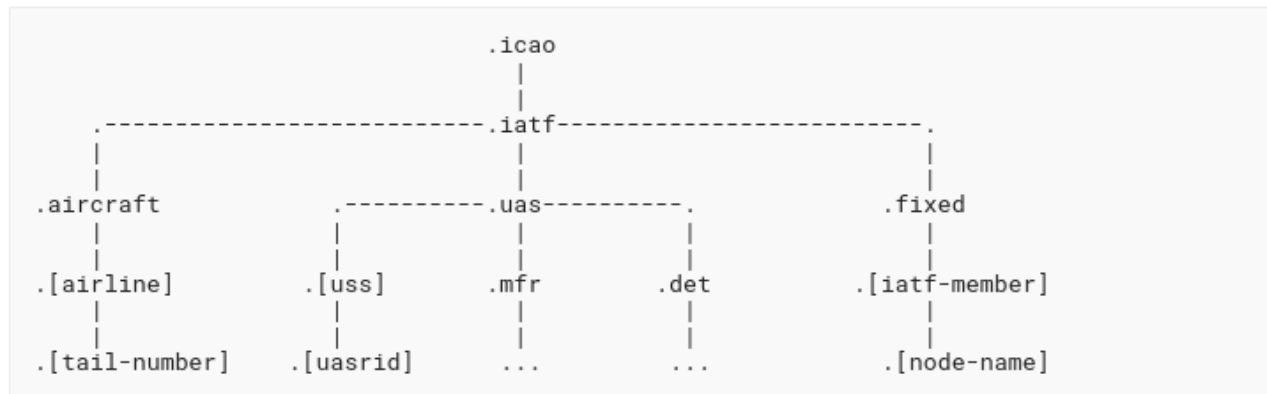 .icao
|
|
.---------------------------.iatf--------------------------.
| | |
| | |
.aircraft .----------.uas----------. .fixed
| | | | |
| | | | |
.[airline] .[uss] .mfr .det .[iatf-member]
| | | | |
| | | | |
.[tail-number] .[uasrid] ... ... .[node-name]